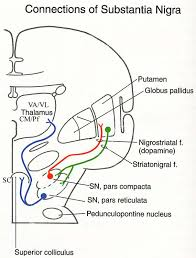 Connections of Substantia Nigra
Putamen
Globus pallidus
VA/VL
Thalamus
CM/Pf
Nigrostriatal f.
(dopamine)
Striatonigral f.
SC
SN, pars compacta
SN, pars reticulata
Pedunculopontine nucleus
Superior colliculus